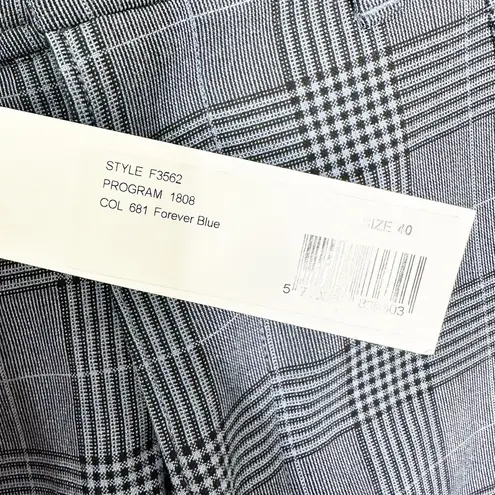 STYLE F3562
PROGRAM 1808
COL 681 Forever Blue
SIZE 40